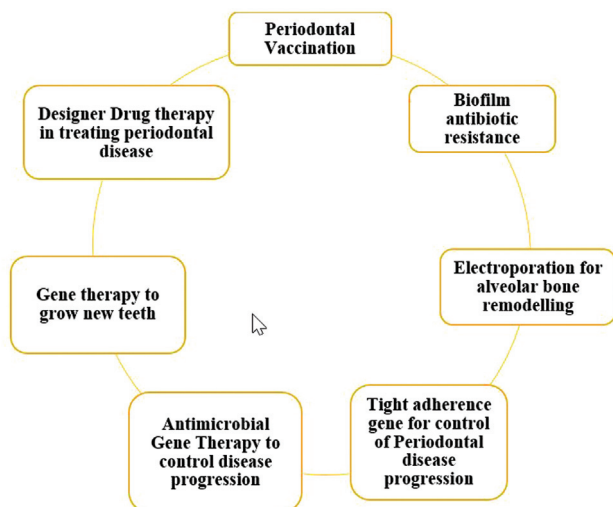 Periodontal
Vaccination
Biofilm
antibiotic
resistance
Electroporation for
alveolar bone
remodelling
Tight adherence
gene for control
of Periodontal
disease
progression
Antimicrobial
Gene Therapy to
control disease
progression
Gene therapy to
grow new teeth
Designer Drug therapy
in treating periodontal
disease